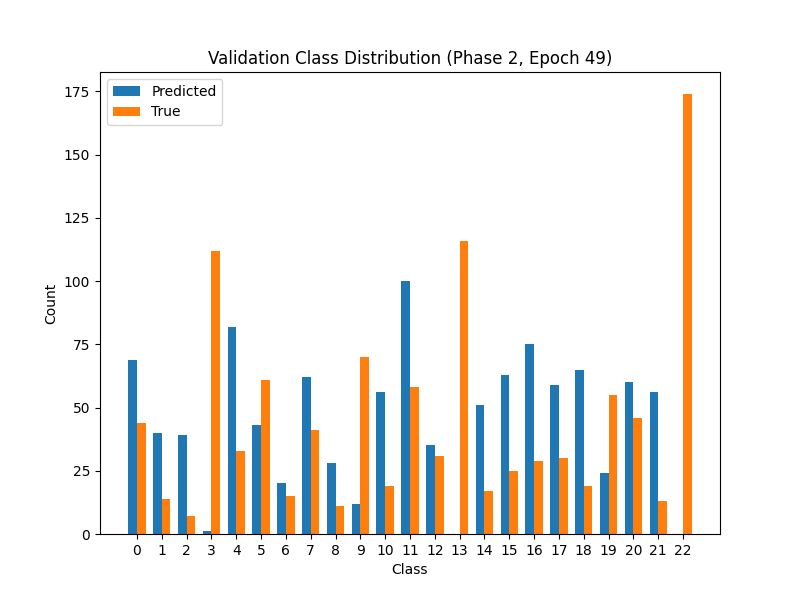 Validation Class Distribution (Phase 2, Epoch 49)
Predicted
True
175
150
125
100
75
50
25
0
Count
0 1 2 3 4 5 6 7 8 9 10 11 12 13 14 15 16 17 18 19 20 21 22
Class